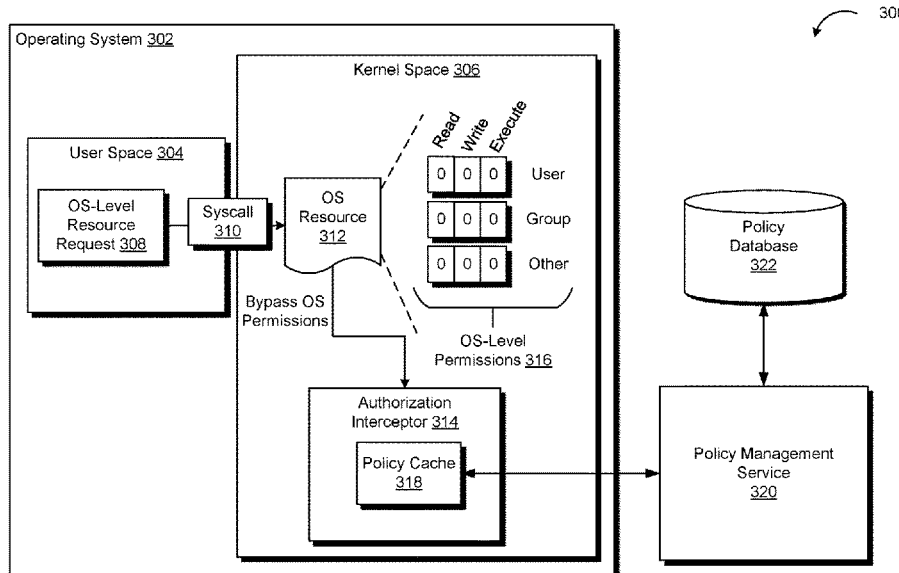 300
Operating System 302
Kernel Space 306
Read
Write
Execute
User Space 304
0 0 0 User
OS-Level
Resource
Request 308
Syscall
310
OS
Resource
312
0 0 0 Group
0 0 0 Other
Policy
Database
322
Bypass OS
Permissions
OS-Level
Permissions 316
Authorization
Interceptor 314
Policy Cache
318
Policy Management
Service
320